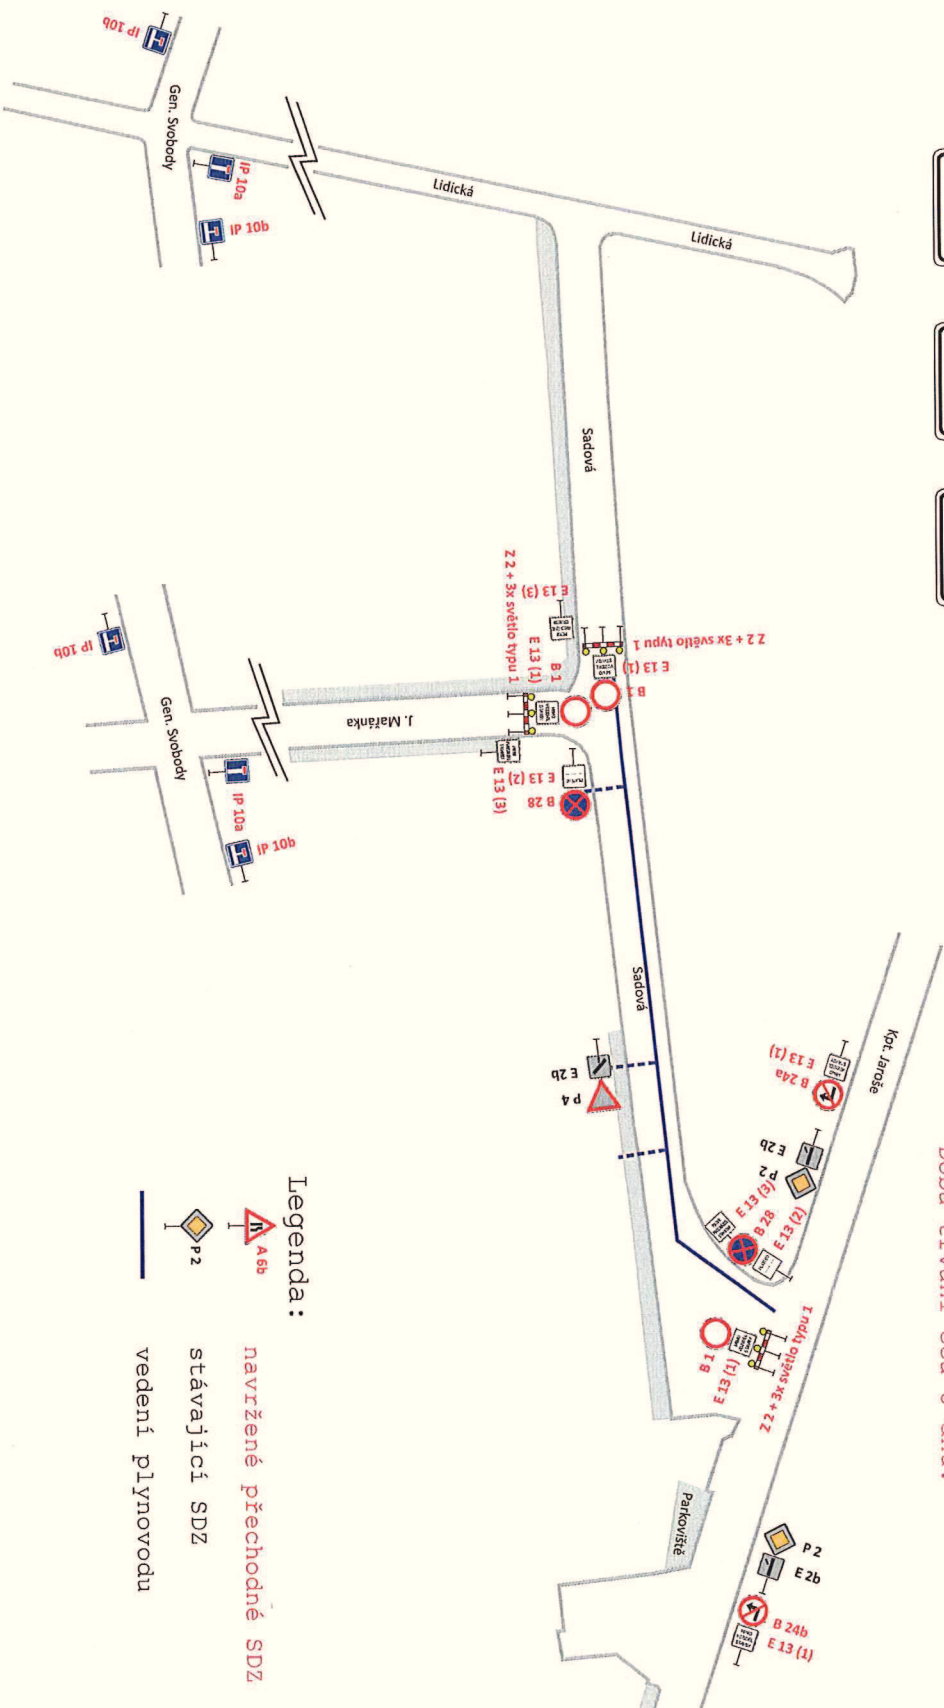 IP 10b
Gen. Svobody
IP 10a
IP 10b
Lidická
Lidická
Sadová
E 13 (3)
Z 2 + 3x světlo typu 1
E 13 (1)
B 1
Z 2 + 3x světlo typu 1
E 13 (1)
B 1
J. Mařánka
E 13 (3)
E 13 (2)
B 28
IP 10b
Gen. Svobody
IP 10a
IP 10b
Sadová
E 2b
P 4
Kpt. Jaroše
E 13 (1)
B 24a
E 2b
P 2
E 13 (3)
B 28
E 13 (2)
B 1
E 13 (1)
Z 2 + 3x světlo typu 1
Parkoviště
P 2
E 2b
B 24b
E 13 (1)
Legenda:
A 6b
navržené přechodné SDZ
P 2
stávající SDZ
vedení plynovodu